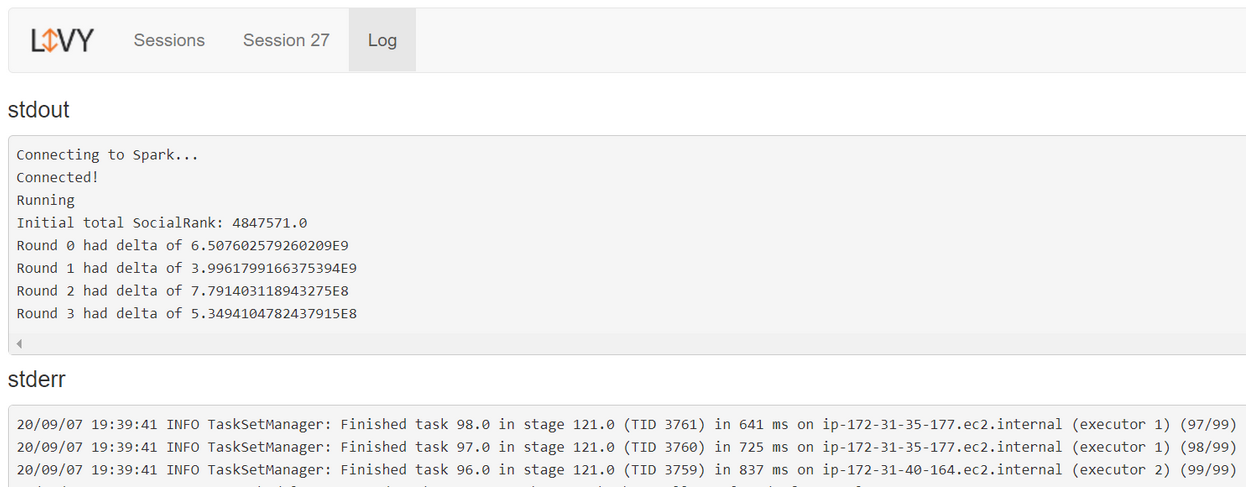 LIVY Sessions Session 27 Log
stdout
Connecting to Spark...
Connected!
Running
Initial total SocialRank: 4847571.0
Round 0 had delta of 6.507602579260209E9
Round 1 had delta of 3.9961799166375394E9
Round 2 had delta of 7.791403118943275E8
Round 3 had delta of 5.3494104782437915E8
stderr
20/09/07 19:39:41 INFO TaskSetManager: Finished task 98.0 in stage 121.0 (TID 3761) in 641 ms on ip-172-31-35-177.ec2.internal (executor 1) (97/99)
20/09/07 19:39:41 INFO TaskSetManager: Finished task 97.0 in stage 121.0 (TID 3760) in 725 ms on ip-172-31-35-177.ec2.internal (executor 1) (98/99)
20/09/07 19:39:41 INFO TaskSetManager: Finished task 96.0 in stage 121.0 (TID 3759) in 837 ms on ip-172-31-40-164.ec2.internal (executor 2) (99/99)